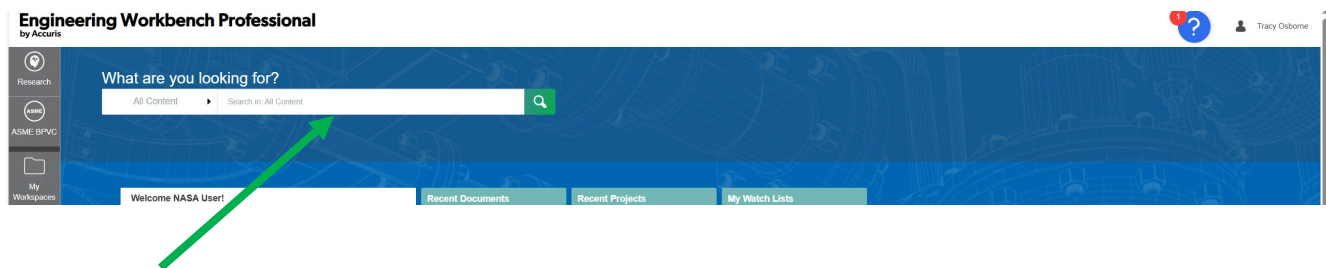 Engineering Workbench Professional
by Accuris
1
?
Tracy Osborne
Research
ASME
ASME BPVC
My
Workspaces
What are you looking for?
All Content
Search in: All Content
Welcome NASA User!
Recent Documents
Recent Projects
My Watch Lists